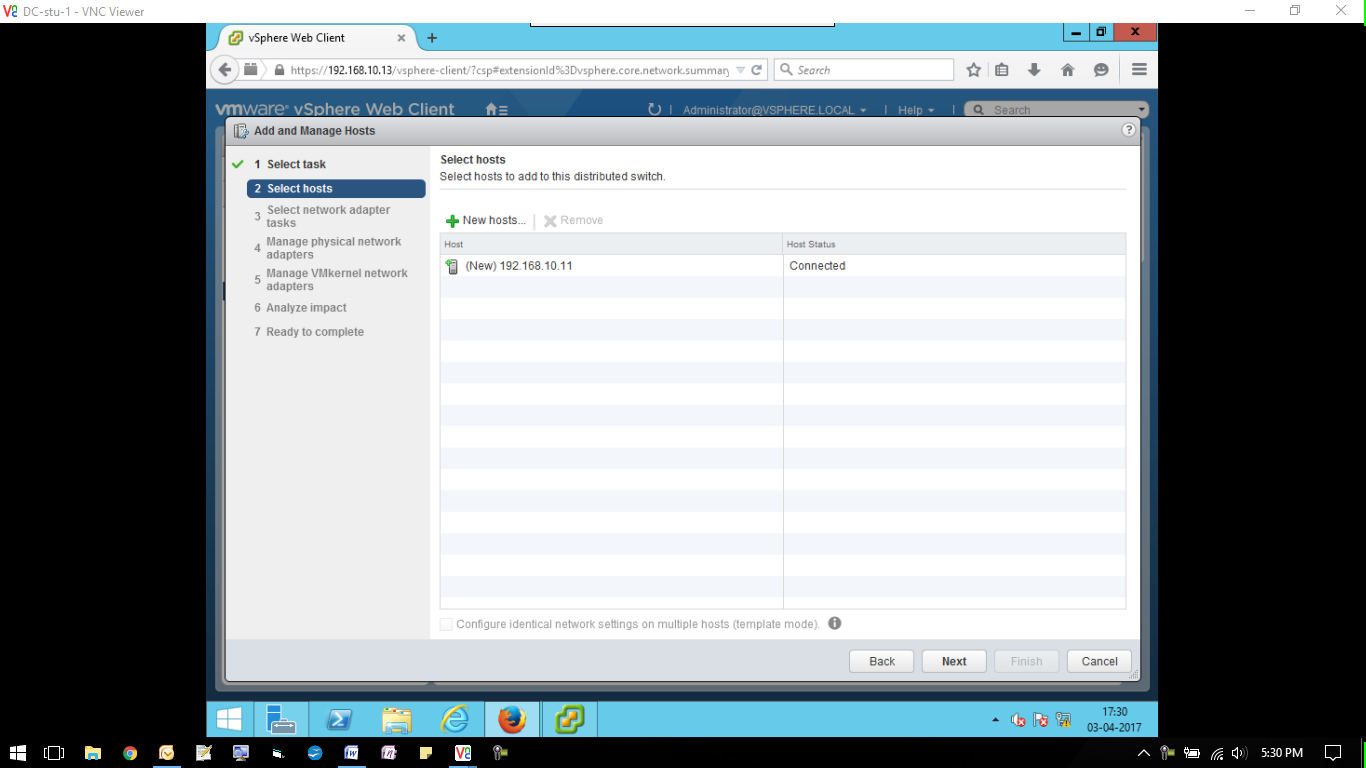 DC-stu-1 - VNC Viewer
vSphere Web Client
https://192.168.10.13/vsphere-client/?csp#extensionId%3Dvsphere.core.network.summary
Search
vmware® vSphere Web Client
Administrator@VSPHERE.LOCAL
Help
Search
Add and Manage Hosts
1 Select task
2 Select hosts
3 Select network adapter
tasks
4 Manage physical network
adapters
5 Manage VMkernel network
adapters
6 Analyze impact
7 Ready to complete
Select hosts
Select hosts to add to this distributed switch.
New hosts... Remove
Host Host Status
(New) 192.168.10.11 Connected
Configure identical network settings on multiple hosts (template mode).
Back Next Finish Cancel
17:30
03-04-2017
5:30 PM